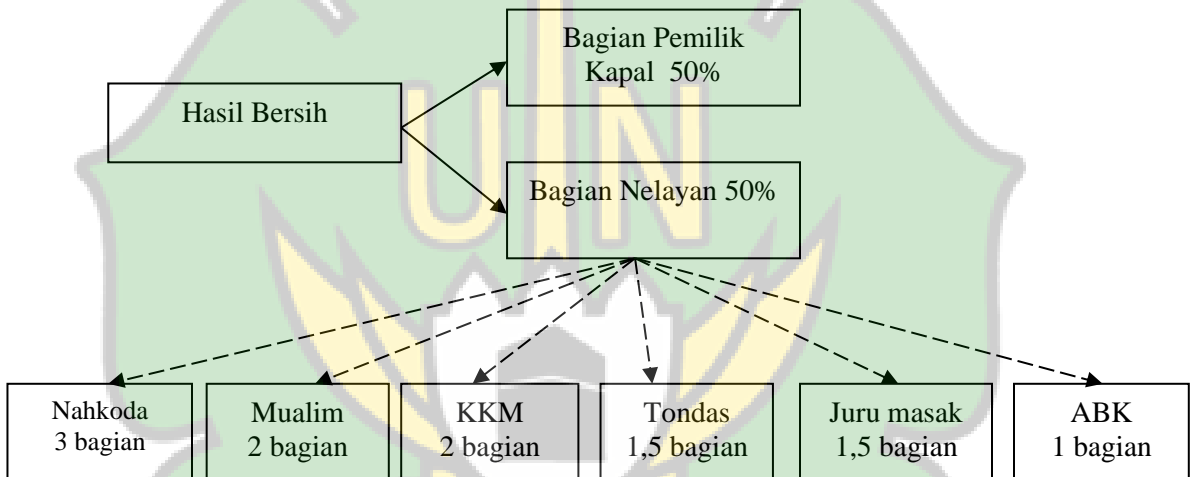 Bagian Pemilik
Kapal 50%
Hasil Bersih
UIN
Bagian Nelayan 50%
Nahkoda
3 bagian
Mualim
2 bagian
KKM
2 bagian
Tondas
1,5 bagian
Juru masak
1,5 bagian
ABK
1 bagian